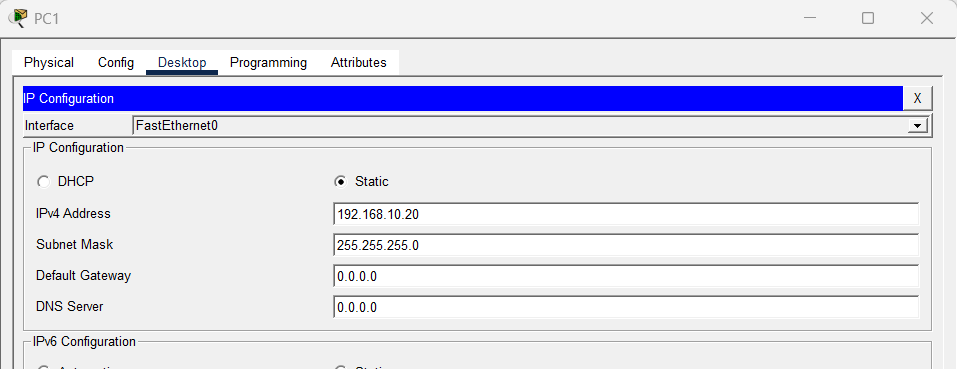 PC1
Physical Config Desktop Programming Attributes
IP Configuration X
Interface FastEthernet0
IP Configuration
DHCP Static
IPv4 Address 192.168.10.20
Subnet Mask 255.255.255.0
Default Gateway 0.0.0.0
DNS Server 0.0.0.0
IPv6 Configuration